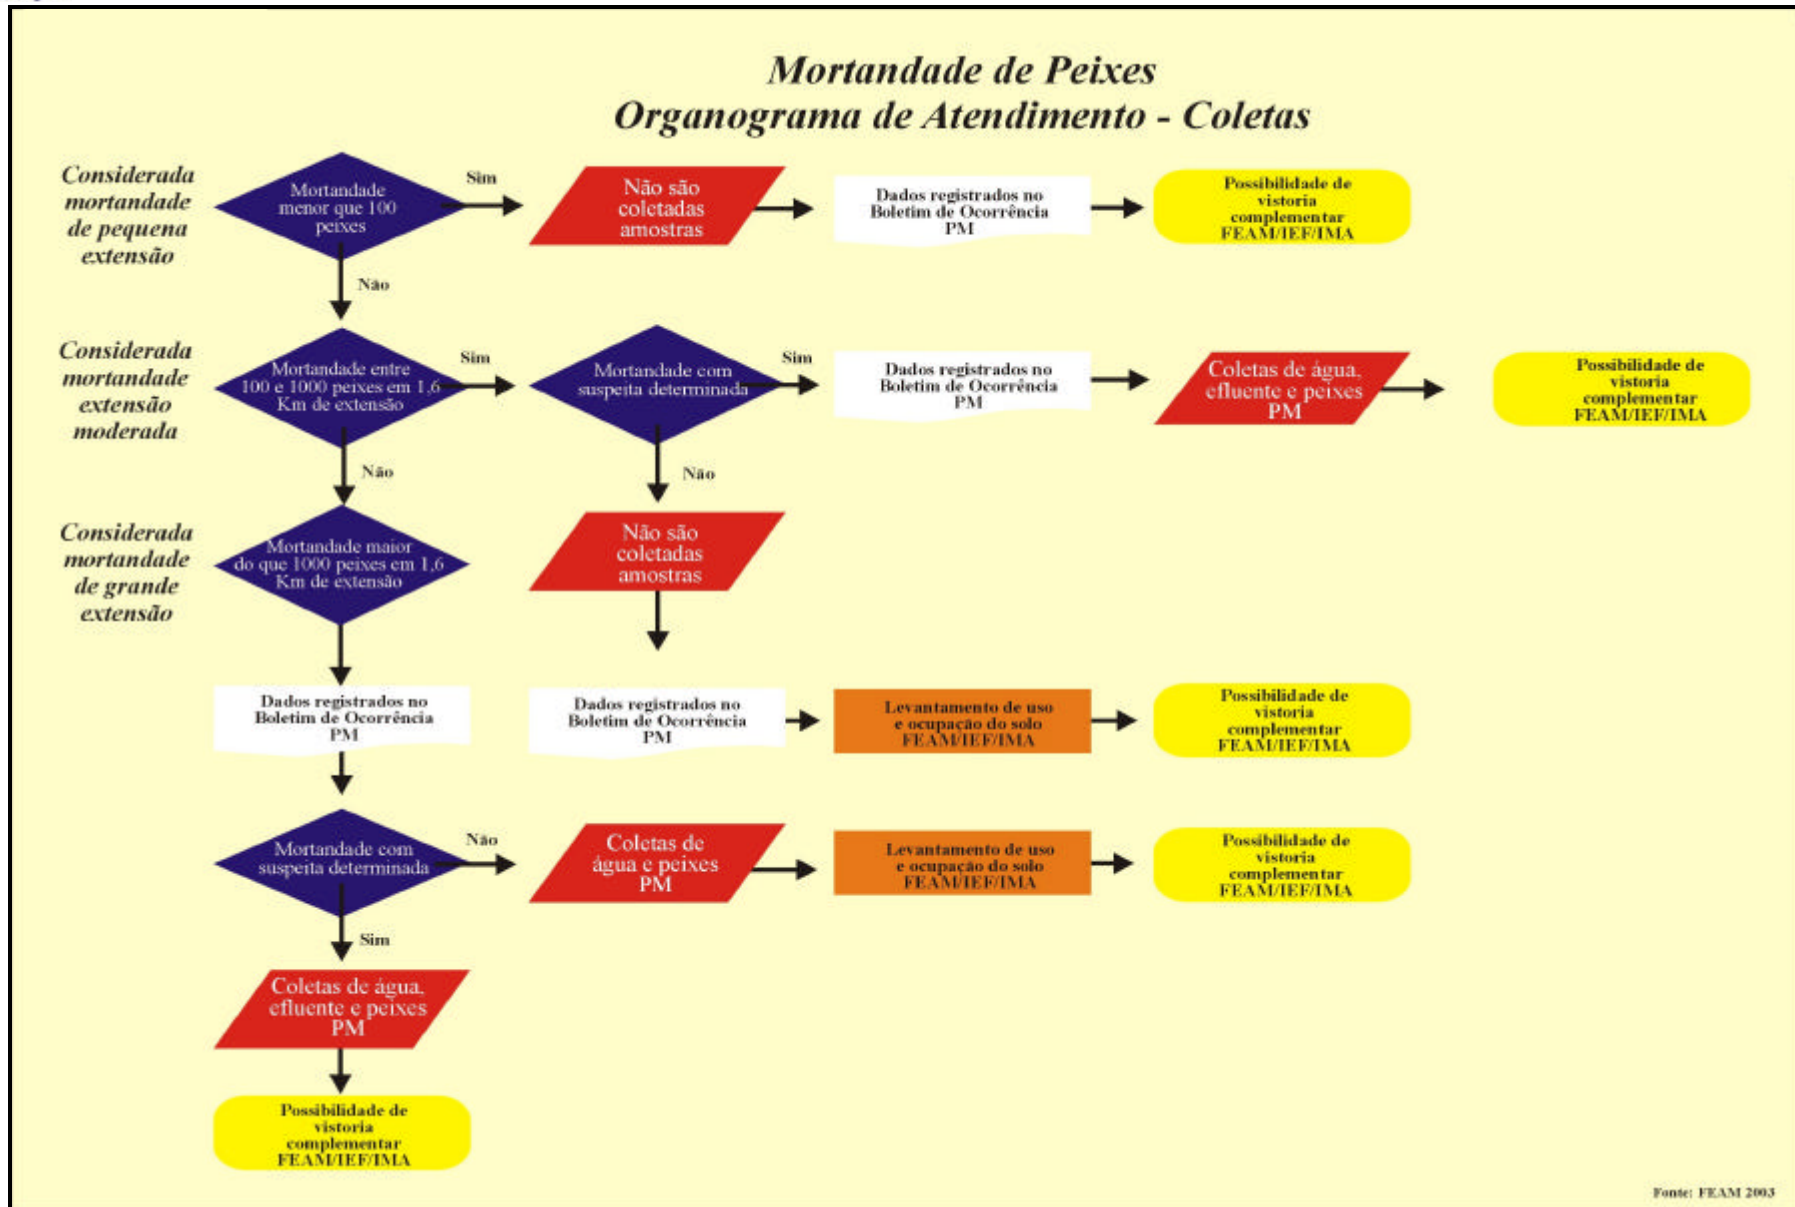 Mortandade de Peixes
Organograma de Atendimento - Coletas
Considerada
mortandade
de pequena
extensão
Mortandade
menor que 100
peixes
Sim
Não são
coletadas
amostras
Dados registrados no
Boletim de Ocorrência
PM
Possibilidade de
vistoria
complementar
FEAM/IEF/IMA
Não
Considerada
mortandade
extensão
moderada
Mortandade entre
100 e 1000 peixes em 1,6
Km de extensão
Sim
Mortandade com
suspeita determinada
Sim
Dados registrados no
Boletim de Ocorrência
PM
Coletas de água,
efluente e peixes
PM
Possibilidade de
vistoria
complementar
FEAM/IEF/IMA
Não
Não
Considerada
mortandade
de grande
extensão
Mortandade maior
do que 1000 peixes em 1,6
Km de extensão
Não são
coletadas
amostras
Dados registrados no
Boletim de Ocorrência
PM
Dados registrados no
Boletim de Ocorrência
PM
Levantamento de uso
e ocupação do solo
FEAM/IEF/IMA
Possibilidade de
vistoria
complementar
FEAM/IEF/IMA
Mortandade com
suspeita determinada
Não
Coletas de
água e peixes
PM
Levantamento de uso
e ocupação do solo
FEAM/IEF/IMA
Possibilidade de
vistoria
complementar
FEAM/IEF/IMA
Sim
Coletas de água,
efluente e peixes
PM
Possibilidade de
vistoria
complementar
FEAM/IEF/IMA
Fonte: FEAM 2003